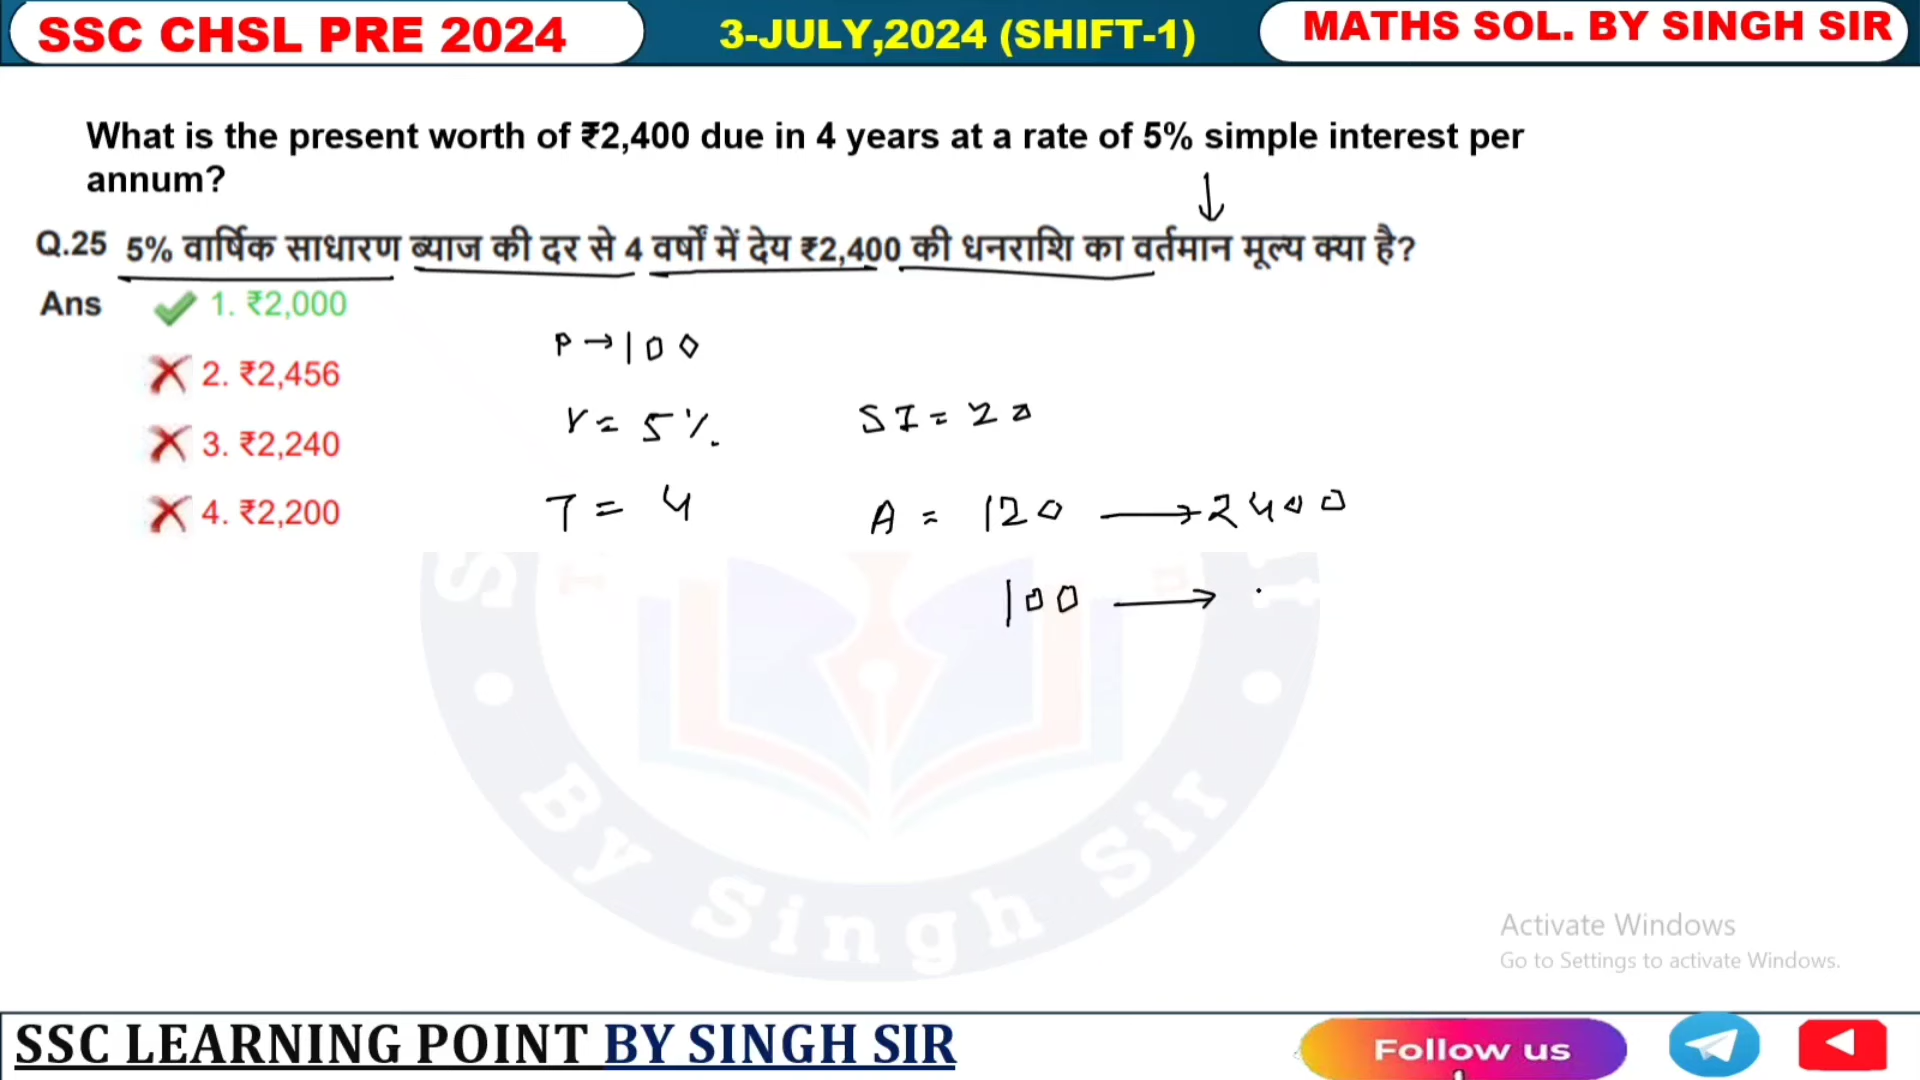 SSC CHSL PRE 2024
3-JULY,2024 (SHIFT-1)
MATHS SOL. BY SINGH SIR
What is the present worth of ₹2,400 due in 4 years at a rate of 5% simple interest per
annum?
Q.25 5% वार्षिक साधारण ब्याज की दर से 4 वर्षों में देय ₹2,400 की धनराशि का वर्तमान मूल्य क्या है?
Ans 1. ₹2,000
2. ₹2,456
3. ₹2,240
4. ₹2,200
P → 100
r = 5%.
SI = 20
T = 4
A = 120 → 2400
100 →
By Singh Sir
Activate Windows
Go to Settings to activate Windows.
SSC LEARNING POINT BY SINGH SIR
Follow us